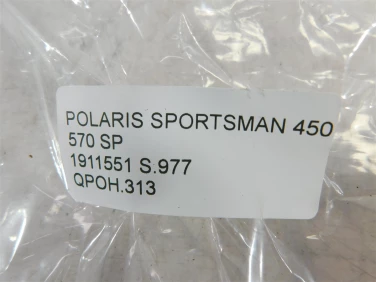 POLARIS SPORTSMAN 450
570 SP
1911551 S.977
QPOH.313